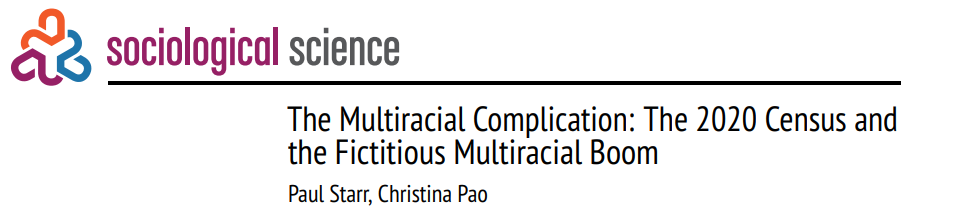 sociological science
The Multiracial Complication: The 2020 Census and
the Fictitious Multiracial Boom
Paul Starr, Christina Pao